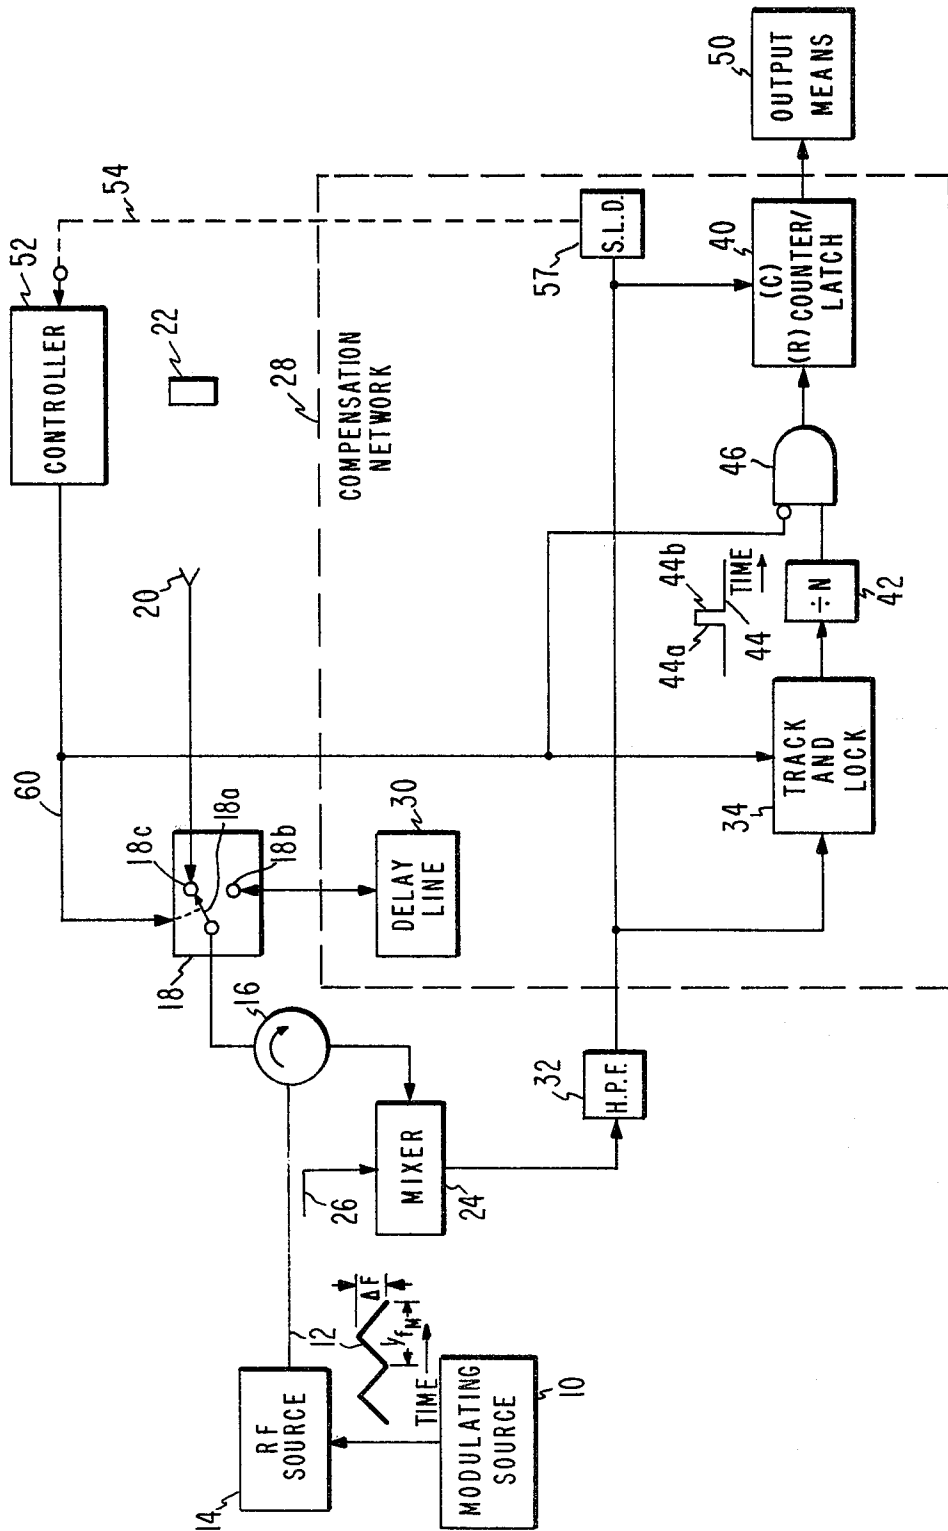 14
RF
SOURCE
12
TIME
1/fM
ΔF
MODULATING
SOURCE
10
26
MIXER
24
16
18
18a
18b
18c
60
20
CONTROLLER
52
22
54
DELAY
LINE
30
28
COMPENSATION
NETWORK
32
H.P.F.
57
S.L.D.
34
TRACK
AND
LOCK
44a
44b
44
TIME
÷N
42
46
40
(C)
(R) COUNTER/
LATCH
50
OUTPUT
MEANS